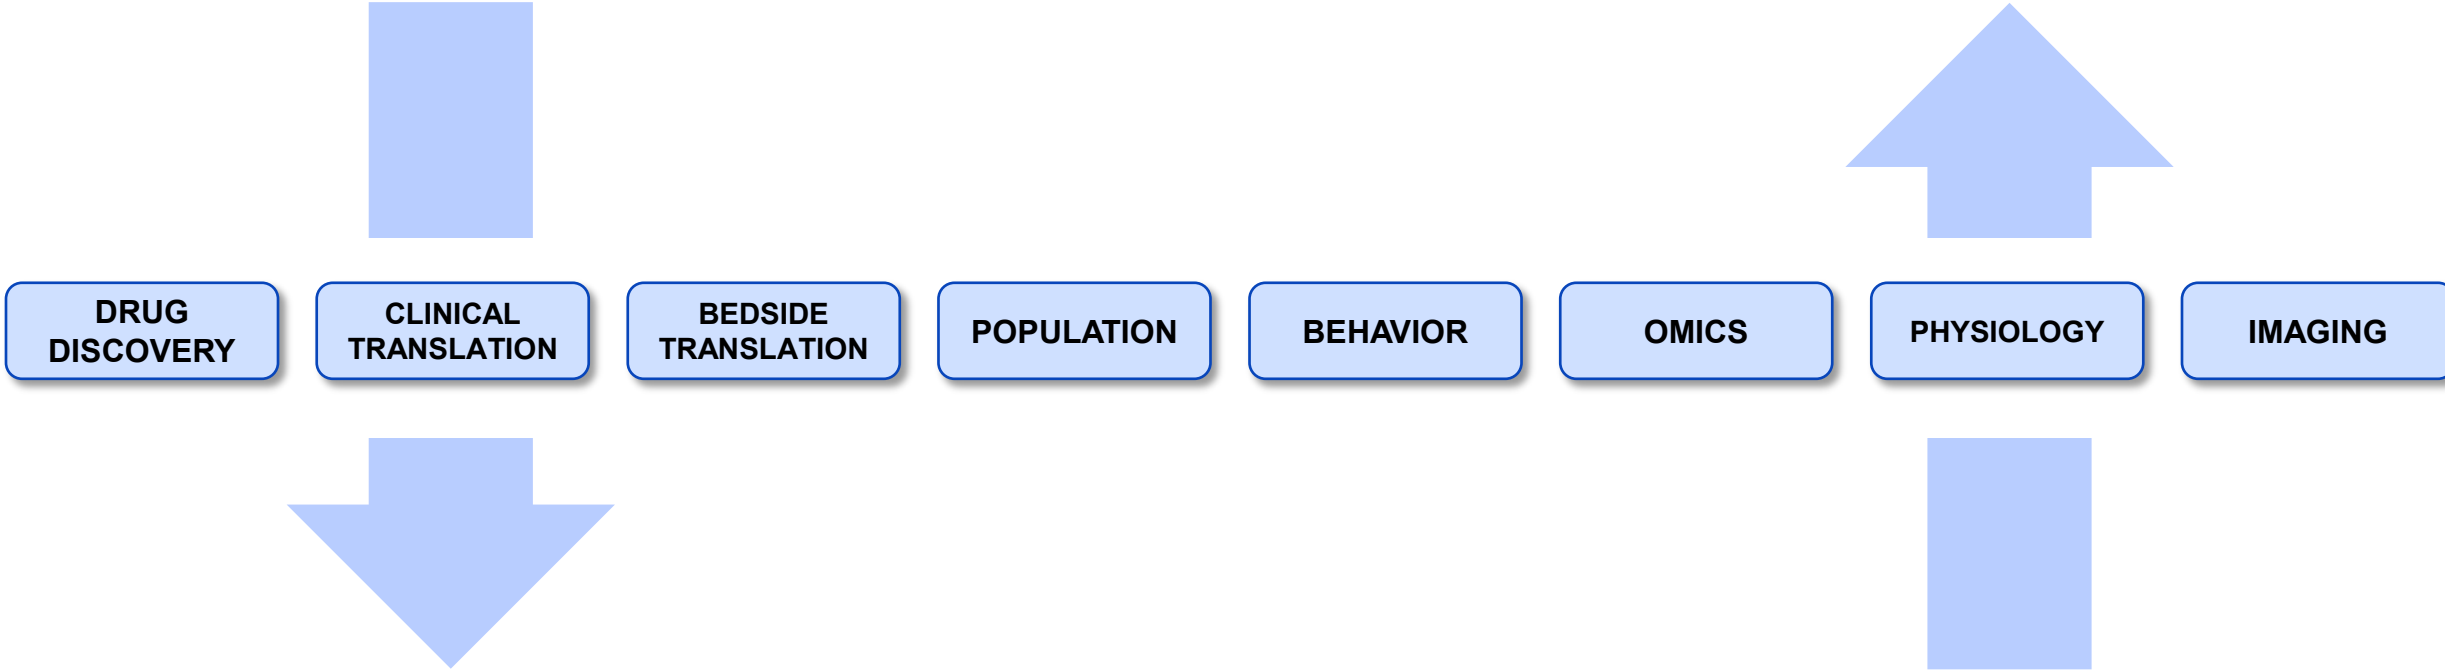 DRUG
DISCOVERY
CLINICAL
TRANSLATION
BEDSIDE
TRANSLATION
POPULATION
BEHAVIOR
OMICS
PHYSIOLOGY
IMAGING